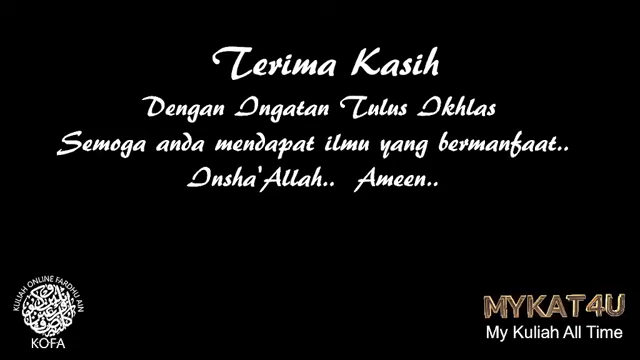 Terima Kasih
Dengan Ingatan Tulus Ikhlas
Semoga anda mendapat ilmu yang bermanfaat..
Insha'Allah.. Ameen..
KULIAH ONLINE FARDHU AIN
KOFA
MYKAT4U
My Kuliah All Time